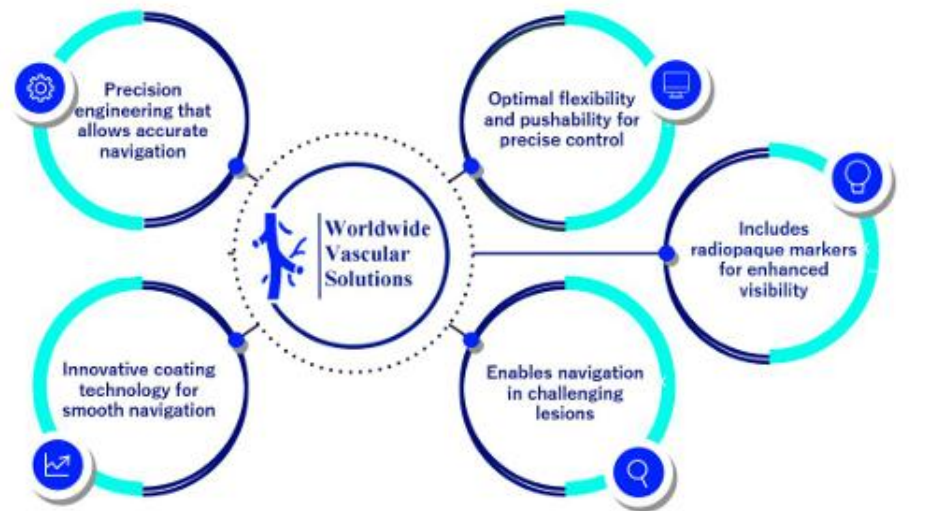 Precision
engineering that
allows accurate
navigation
Optimal flexibility
and pushability for
precise control
Includes
radiopaque markers
for enhanced
visibility
Worldwide
Vascular
Solutions
Innovative coating
technology for
smooth navigation
Enables navigation
in challenging
lesions